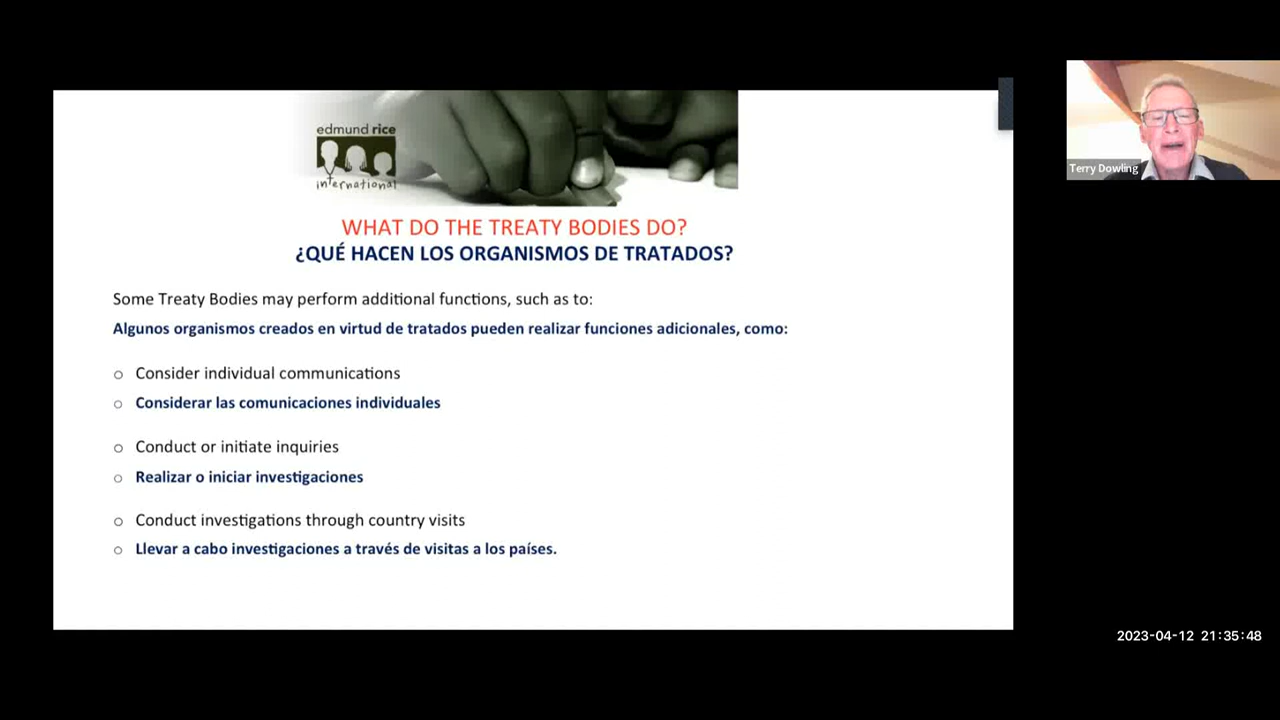 edmund rice
international
WHAT DO THE TREATY BODIES DO?
¿QUÉ HACEN LOS ORGANISMOS DE TRATADOS?
Some Treaty Bodies may perform additional functions, such as to:
Algunos organismos creados en virtud de tratados pueden realizar funciones adicionales, como:
o Consider individual communications
o Considerar las comunicaciones individuales
o Conduct or initiate inquiries
o Realizar o iniciar investigaciones
o Conduct investigations through country visits
o Llevar a cabo investigaciones a través de visitas a los países.
Terry Dowling
2023-04-12 21:35:48